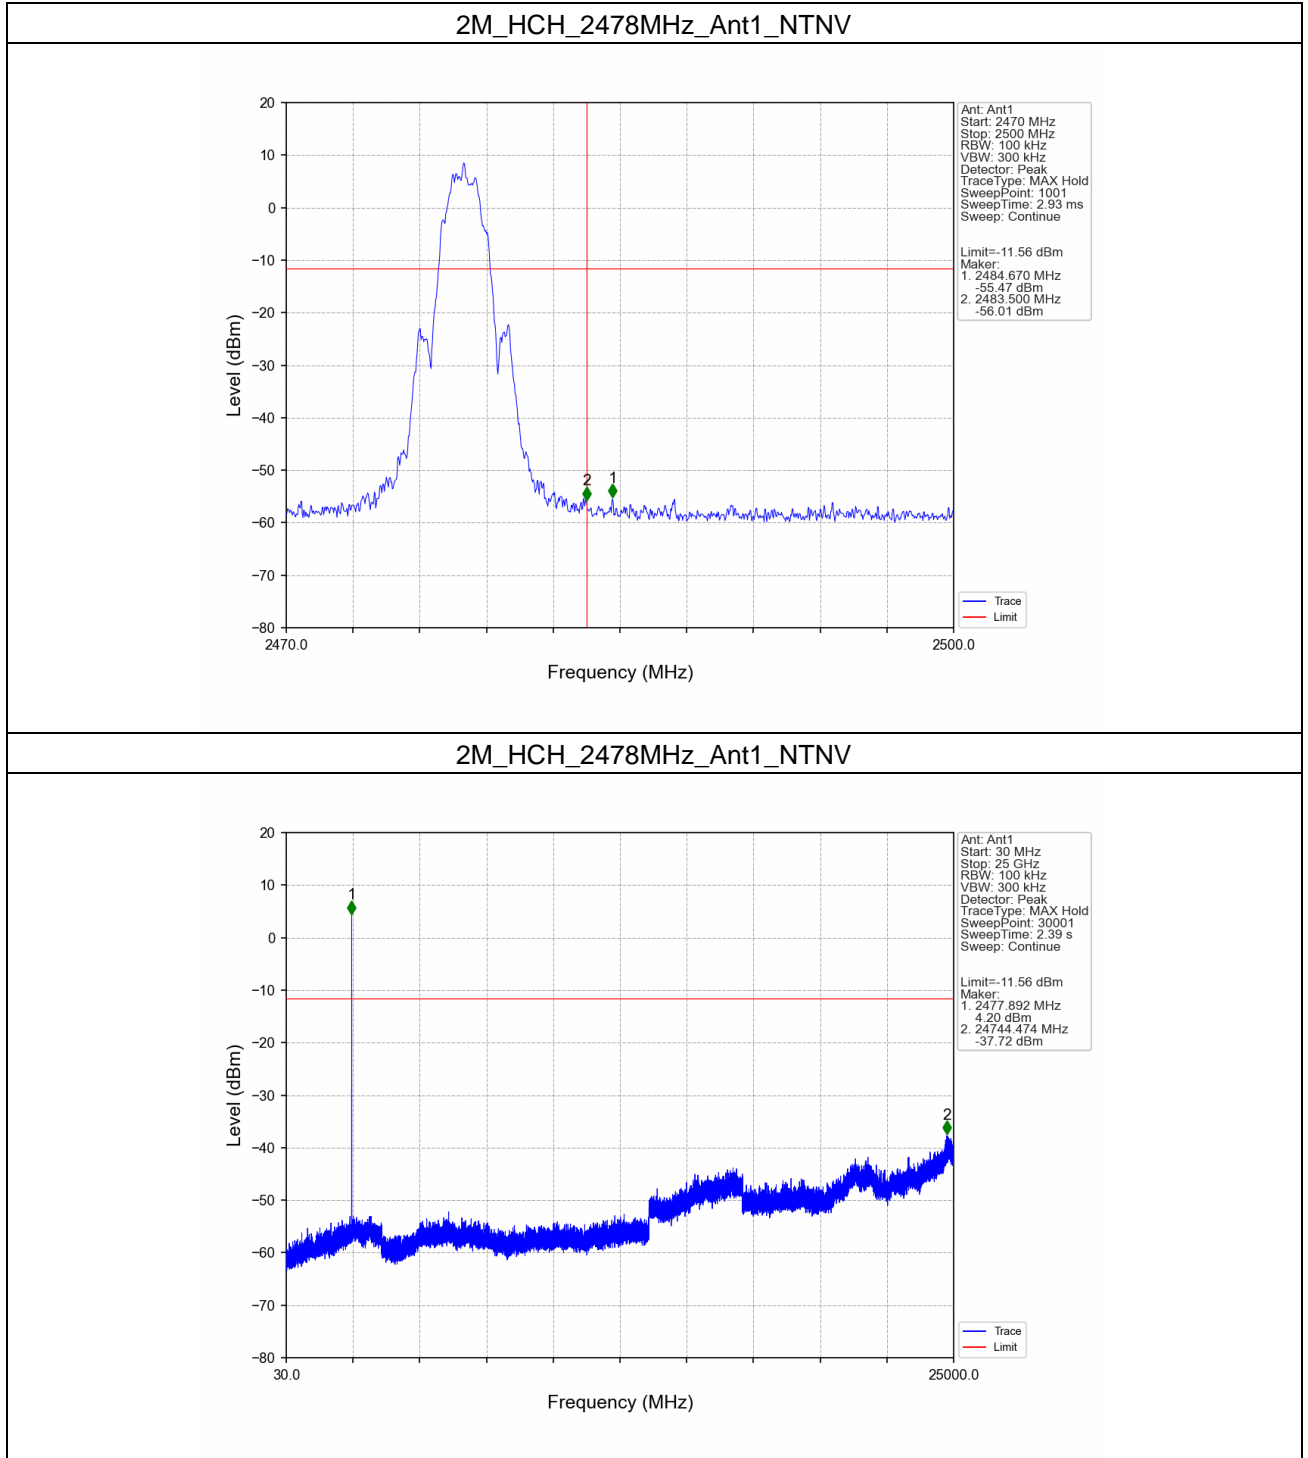 2M_HCH_2478MHz_Ant1_NTNV
20
10
0
−10
−20
−30
−40
−50
−60
−70
−80
Level (dBm)
2470.0
2500.0
Frequency (MHz)
2
1
Ant: Ant1
Start: 2470 MHz
Stop: 2500 MHz
RBW: 100 kHz
VBW: 300 kHz
Detector: Peak
TraceType: MAX Hold
SweepPoint: 1001
SweepTime: 2.93 ms
Sweep: Continue
Limit=-11.56 dBm
Maker:
1. 2484.670 MHz
-55.47 dBm
2. 2483.500 MHz
-56.01 dBm
Trace
Limit
2M_HCH_2478MHz_Ant1_NTNV
20
10
0
−10
−20
−30
−40
−50
−60
−70
−80
Level (dBm)
30.0
25000.0
Frequency (MHz)
1
2
Ant: Ant1
Start: 30 MHz
Stop: 25 GHz
RBW: 100 kHz
VBW: 300 kHz
Detector: Peak
TraceType: MAX Hold
SweepPoint: 30001
SweepTime: 2.39 s
Sweep: Continue
Limit=-11.56 dBm
Maker:
1. 2477.892 MHz
4.20 dBm
2. 24744.474 MHz
-37.72 dBm
Trace
Limit